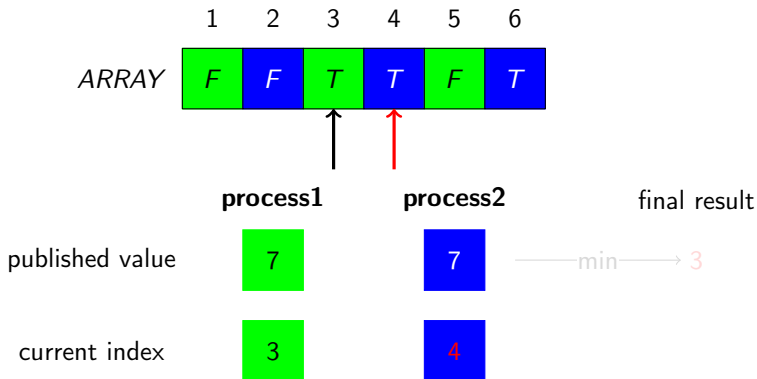 1 2 3 4 5 6
ARRAY F F T T F T
process1 process2 final result
published value 7 7 min 3
current index 3 4